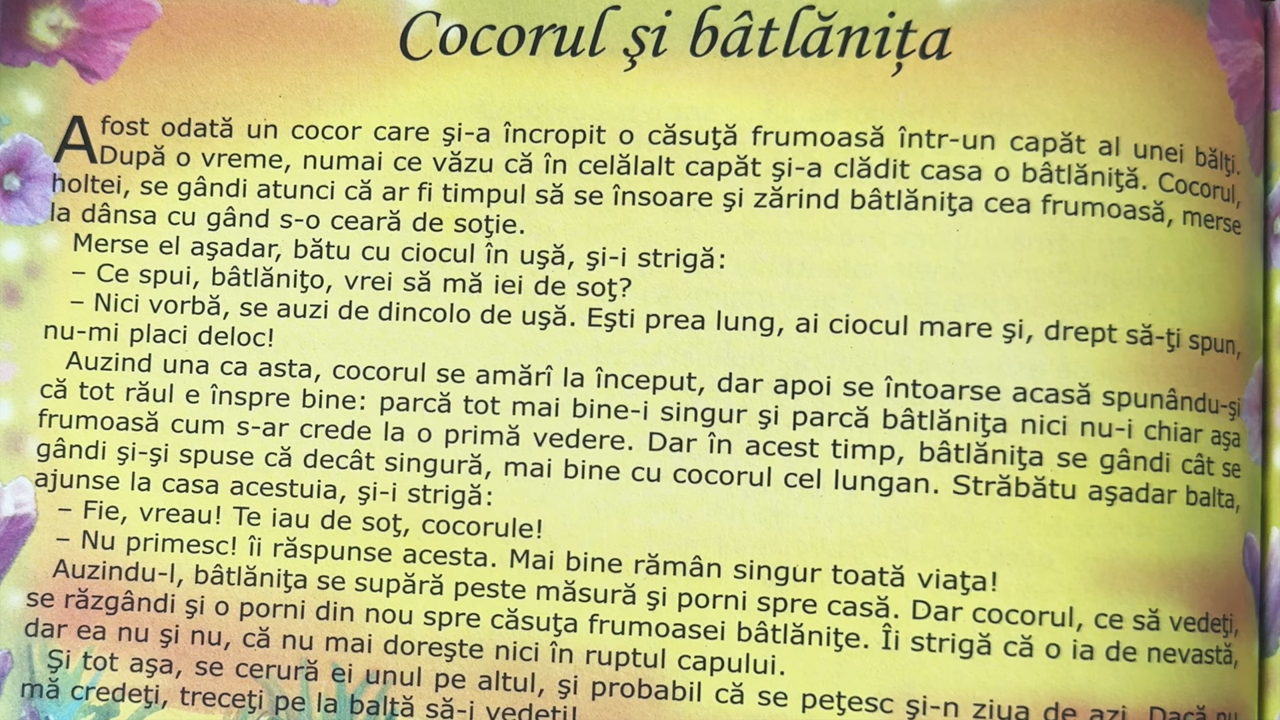 Cocorul şi bâtlăniţa
A fost odată un cocor care şi-a încropit o căsuţă frumoasă într-un capăt al unei bălţi.
După o vreme, numai ce văzu că în celălalt capăt şi-a clădit casa o bâtlăniţă. Cocorul,
holtei, se gândi atunci că ar fi timpul să se însoare şi zărind bâtlăniţa cea frumoasă, merse
la dânsa cu gând s-o ceară de soţie.
Merse el aşadar, bătu cu ciocul în uşă, şi-i strigă:
– Ce spui, bâtlăniţo, vrei să mă iei de soţ?
– Nici vorbă, se auzi de dincolo de uşă. Eşti prea lung, ai ciocul mare şi, drept să-ţi spun,
nu-mi placi deloc!
Auzind una ca asta, cocorul se amărî la început, dar apoi se întoarse acasă spunându-şi
că tot răul e înspre bine: parcă tot mai bine-i singur şi parcă bâtlăniţa nici nu-i chiar aşa
frumoasă cum s-ar crede la o primă vedere. Dar în acest timp, bâtlăniţa se gândi cât se
gândi şi-şi spuse că decât singură, mai bine cu cocorul cel lungan. Străbătu aşadar balta,
ajunse la casa acestuia, şi-i strigă:
– Fie, vreau! Te iau de soţ, cocorule!
– Nu primesc! îi răspunse acesta. Mai bine rămân singur toată viaţa!
Auzindu-l, bâtlăniţa se supără peste măsură şi porni spre casă. Dar cocorul, ce să vedeţi,
se răzgândi şi o porni din nou spre căsuţa frumoasei bâtlăniţe. Îi strigă că o ia de nevastă,
dar ea nu şi nu, că nu mai doreşte nici în ruptul capului.
Şi tot aşa, se cerură ei unul pe altul, şi probabil că se peţesc şi-n ziua de azi. Dacă nu
mă credeţi, treceţi pe la baltă să-i vedeţi!